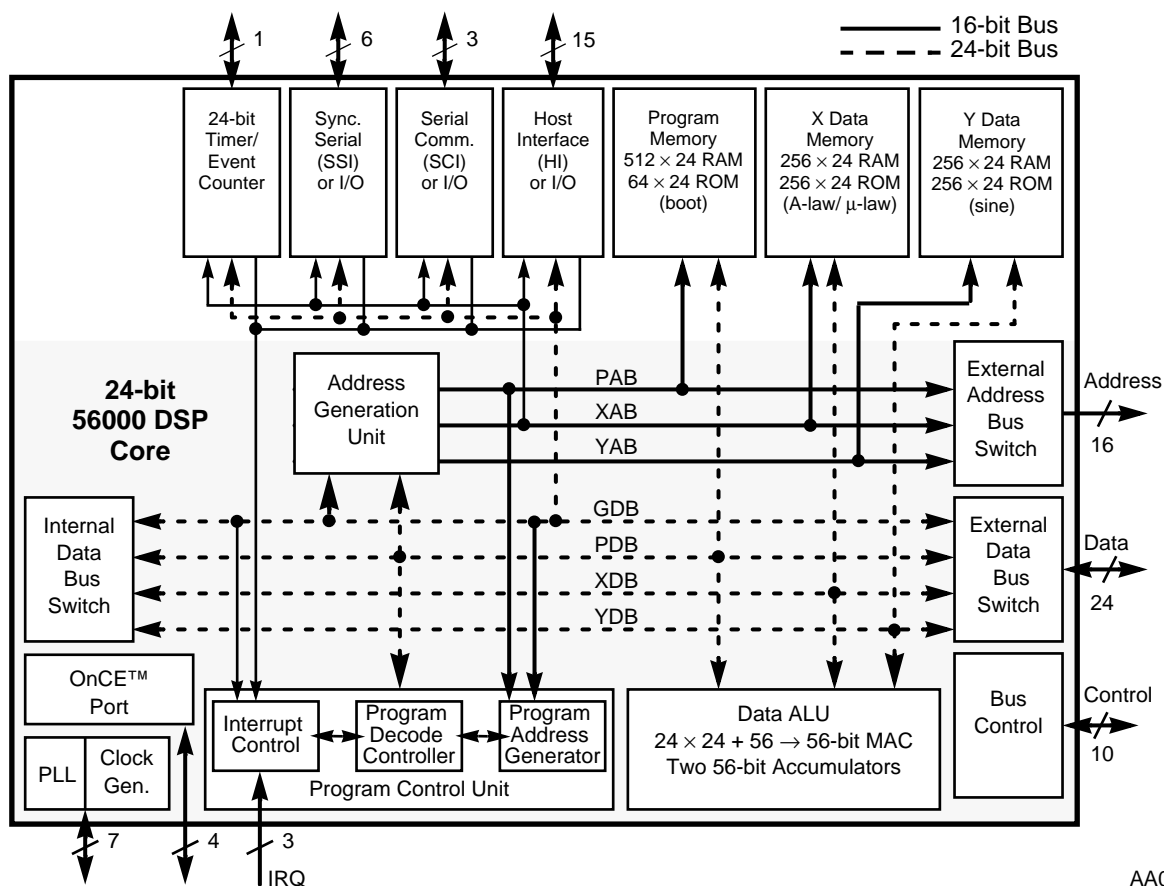 1
6
3
15
16-bit Bus
24-bit Bus
24-bit
Timer/
Event
Counter
Sync.
Serial
(SSI)
or I/O
Serial
Comm.
(SCI)
or I/O
Host
Interface
(HI)
or I/O
Program
Memory
512 × 24 RAM
64 × 24 ROM
(boot)
X Data
Memory
256 × 24 RAM
256 × 24 ROM
(A-law/ μ-law)
Y Data
Memory
256 × 24 RAM
256 × 24 ROM
(sine)
24-bit
56000 DSP
Core
Address
Generation
Unit
PAB
XAB
YAB
External
Address
Bus
Switch
Address
16
Internal
Data
Bus
Switch
GDB
PDB
XDB
YDB
External
Data
Bus
Switch
Data
24
OnCE™
Port
PLL
Clock
Gen.
Interrupt
Control
Program
Decode
Controller
Program
Address
Generator
Program Control Unit
Data ALU
24 × 24 + 56 → 56-bit MAC
Two 56-bit Accumulators
Bus
Control
Control
10
7
4
3
IRQ
AA0